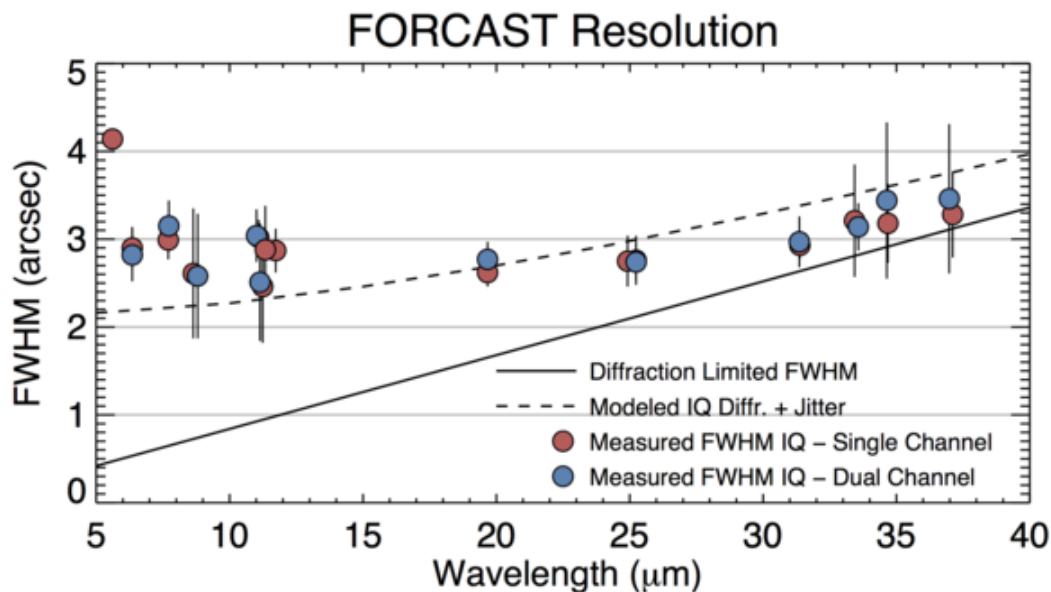 FORCAST Resolution
5
4
3
2
1
0
FWHM (arcsec)
Diffraction Limited FWHM
Modeled IQ Diffr. + Jitter
Measured FWHM IQ – Single Channel
Measured FWHM IQ – Dual Channel
5 10 15 20 25 30 35 40
Wavelength (μm)